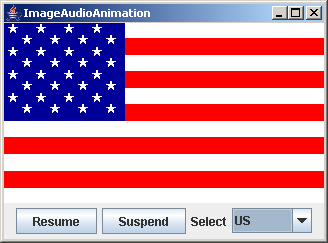 ImageAudioAnimation
Resume Suspend Select US